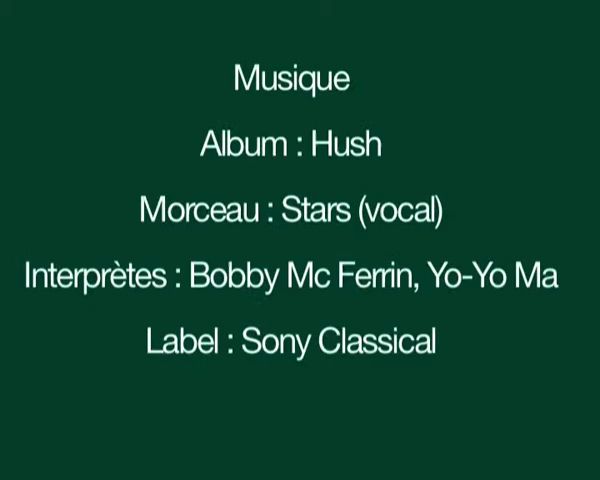 Musique
Album : Hush
Morceau : Stars (vocal)
Interprètes : Bobby Mc Ferrin, Yo-Yo Ma
Label : Sony Classical